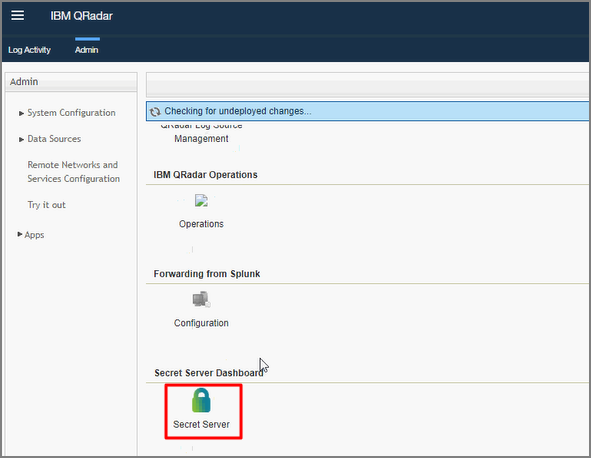 IBM QRadar
Log Activity
Admin
Admin
System Configuration
Data Sources
Remote Networks and
Services Configuration
Try it out
Apps
Checking for undeployed changes...
QRadar Log Source
Management
IBM QRadar Operations
Operations
Forwarding from Splunk
Configuration
Secret Server Dashboard
Secret Server